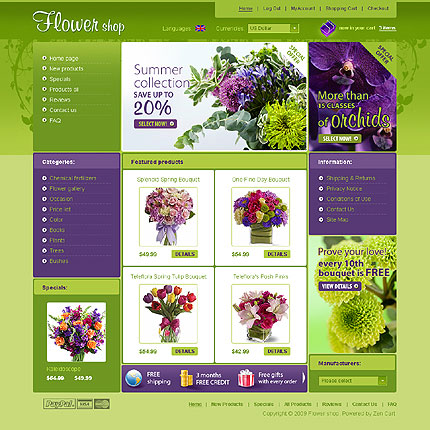 Flower shop
Home | Log Out | MyAccount | Shopping Cart | Checkout
Languages: Currencies: US Dollar
now in your cart 3 items
Home page
New products
Specials
Products all
Reviews
Contact us
FAQ
Summer
collection
SAVE UP TO
20%
SELECT NOW!
SPECIAL
OFFER
SPECIAL
OFFER
More than
15 CLASSES
of orchids
SELECT NOW!
Categories:
Chemical fertilizers
Flower gallery
Occasion
Price list
Color
Books
Plants
Trees
Bushes
Featured products
Splendid Spring Bouquet
One Fine Day Bouquet
$49.99 DETAILS
$64.99 DETAILS
Teleflora Spring Tulip Bouquet
Teleflora's Posh Pinks
$54.99 DETAILS
$52.99 DETAILS
Information:
Shipping & Returns
Privacy Notice
Conditions of Use
Contact Us
Site Map
Prove your love!
every 10th
bouquet is FREE
VIEW DETAILS
Specials:
Kaleidoscope
$54.99 $49.99
FREE
shipping
3 months
FREE CREDIT
Free gifts
with every order
Manufacturers:
Please select
PayPal VISA
Home | New Products | Specials | All Products | Reviews | Contact Us | FAQ
Copyright © 2009 Flower shop. Powered by Zen Cart